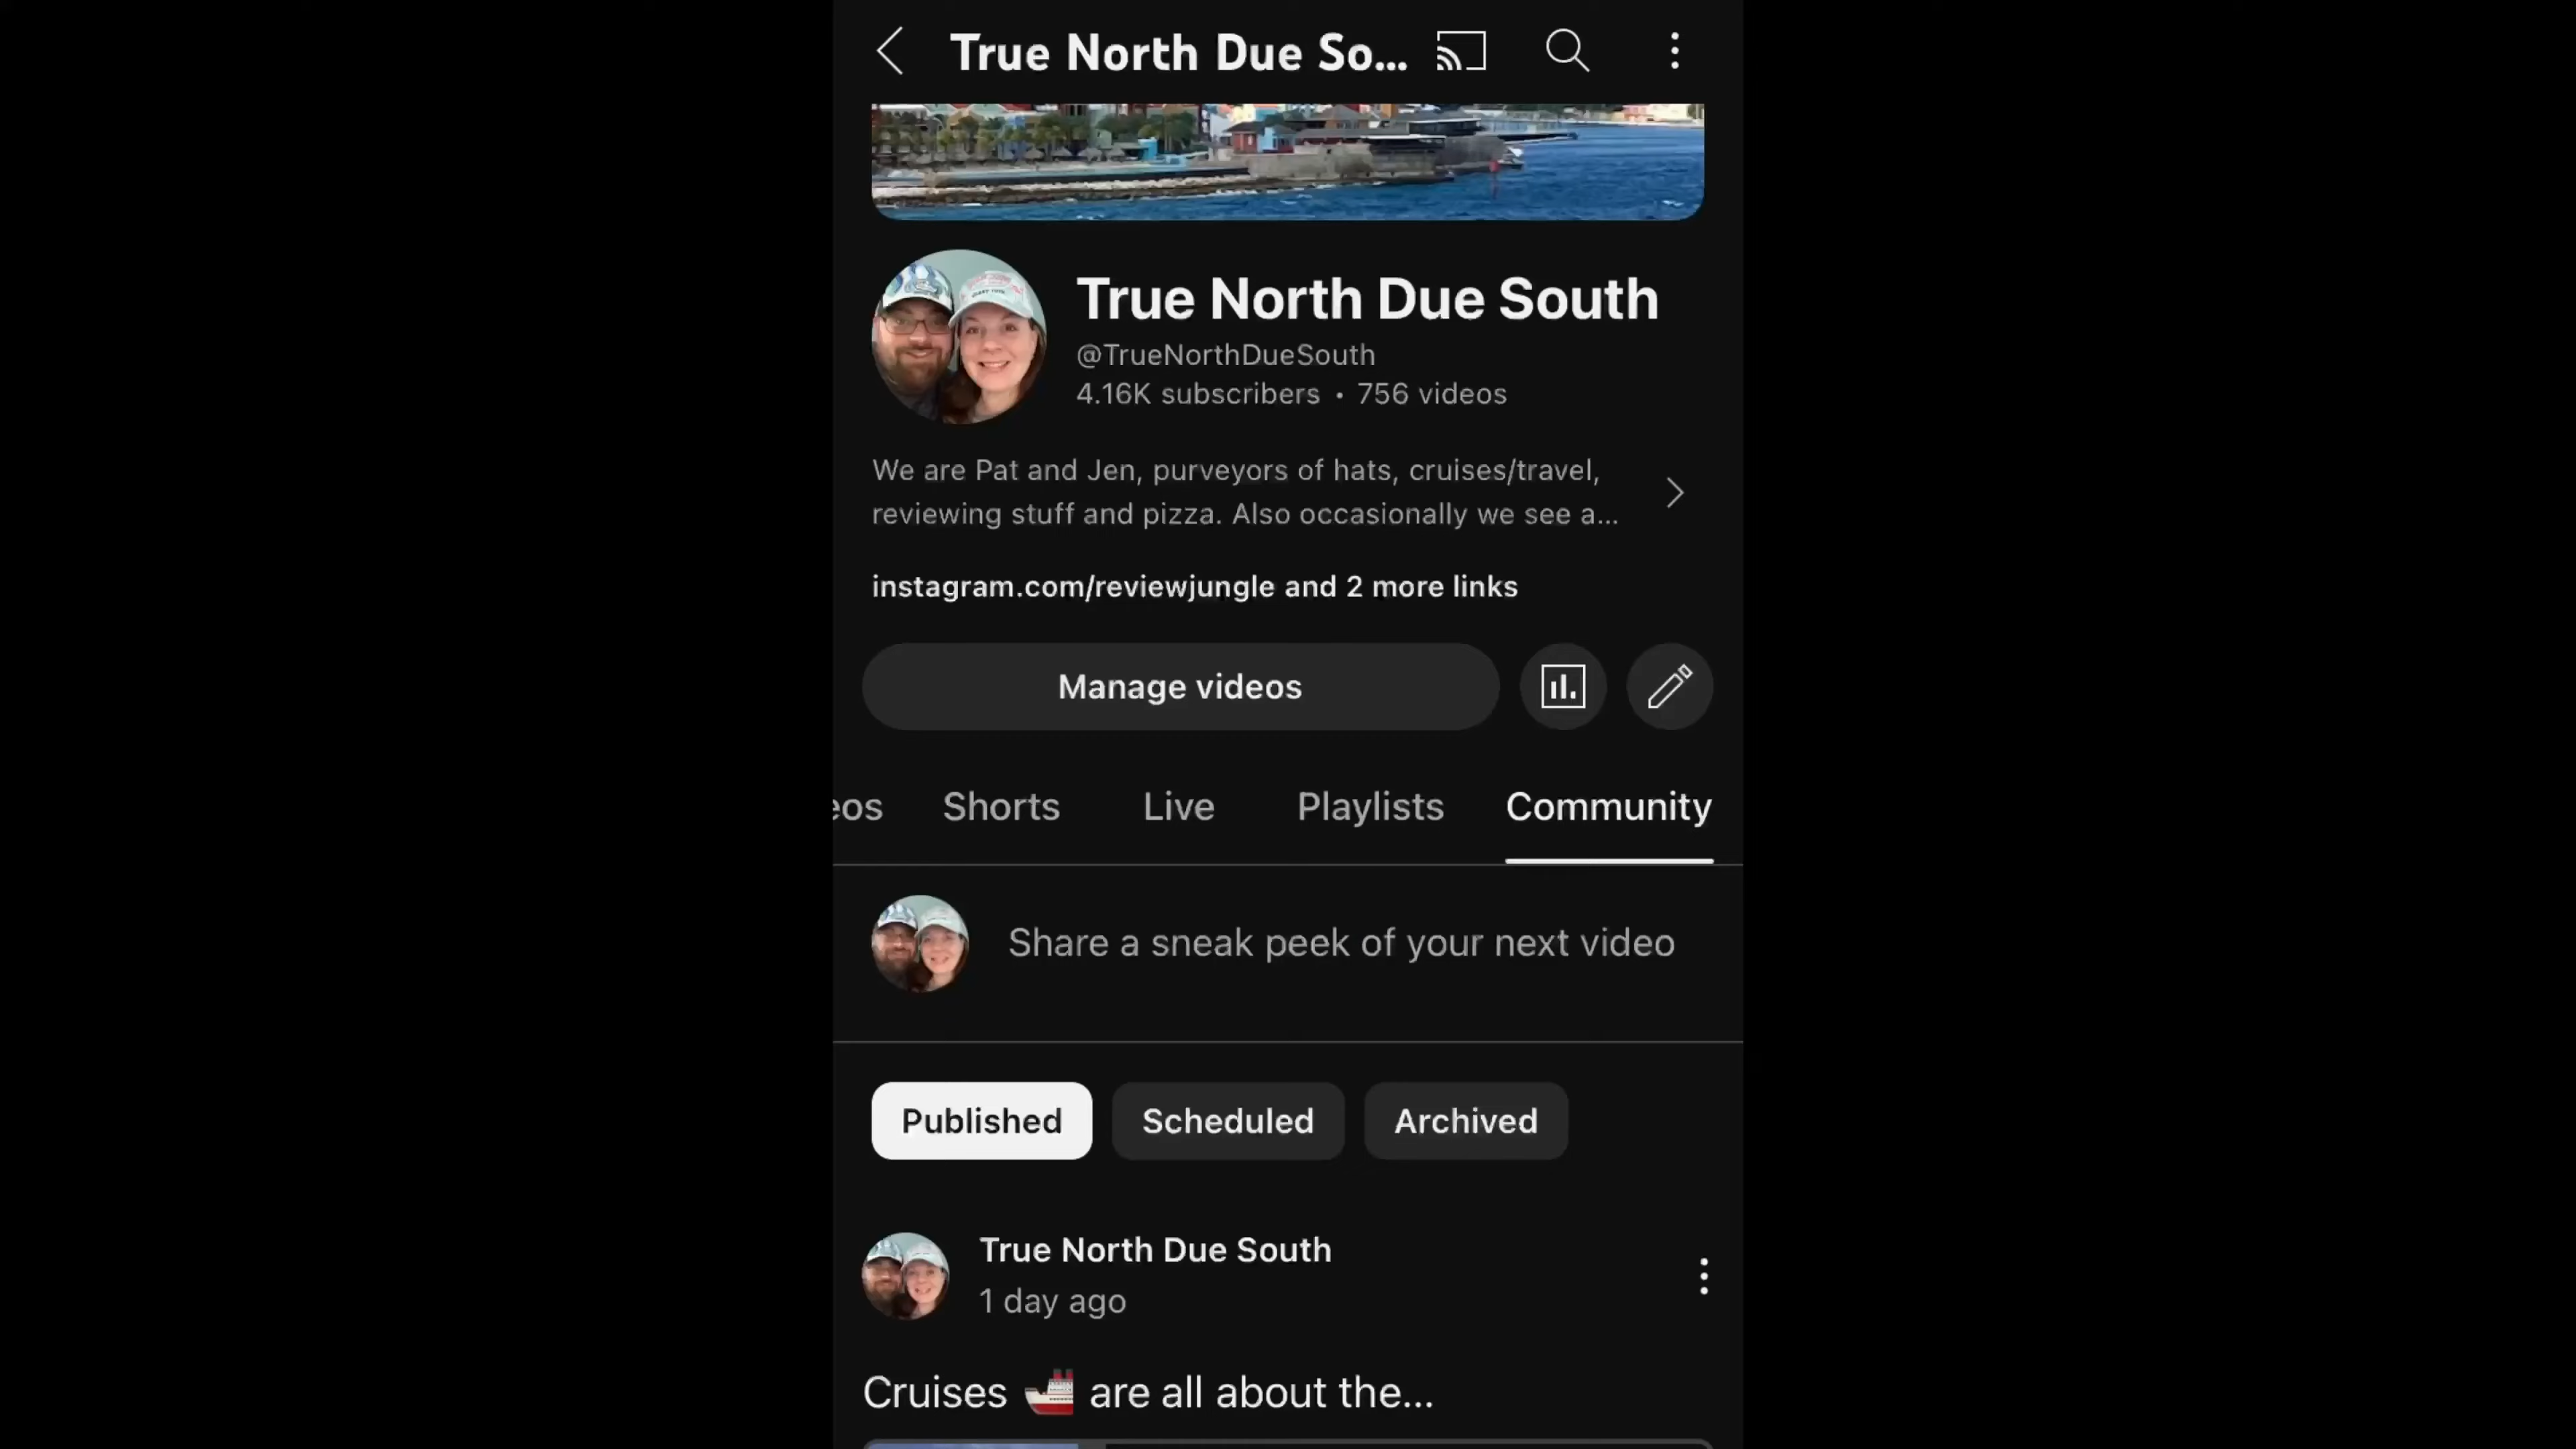 True North Due So...
True North Due South
@TrueNorthDueSouth
4.16K subscribers • 756 videos
We are Pat and Jen, purveyors of hats, cruises/travel,
reviewing stuff and pizza. Also occasionally we see a...
instagram.com/reviewjungle and 2 more links
Manage videos
eos Shorts Live Playlists Community
Share a sneak peek of your next video
Published Scheduled Archived
True North Due South
1 day ago
Cruises 🚢 are all about the...